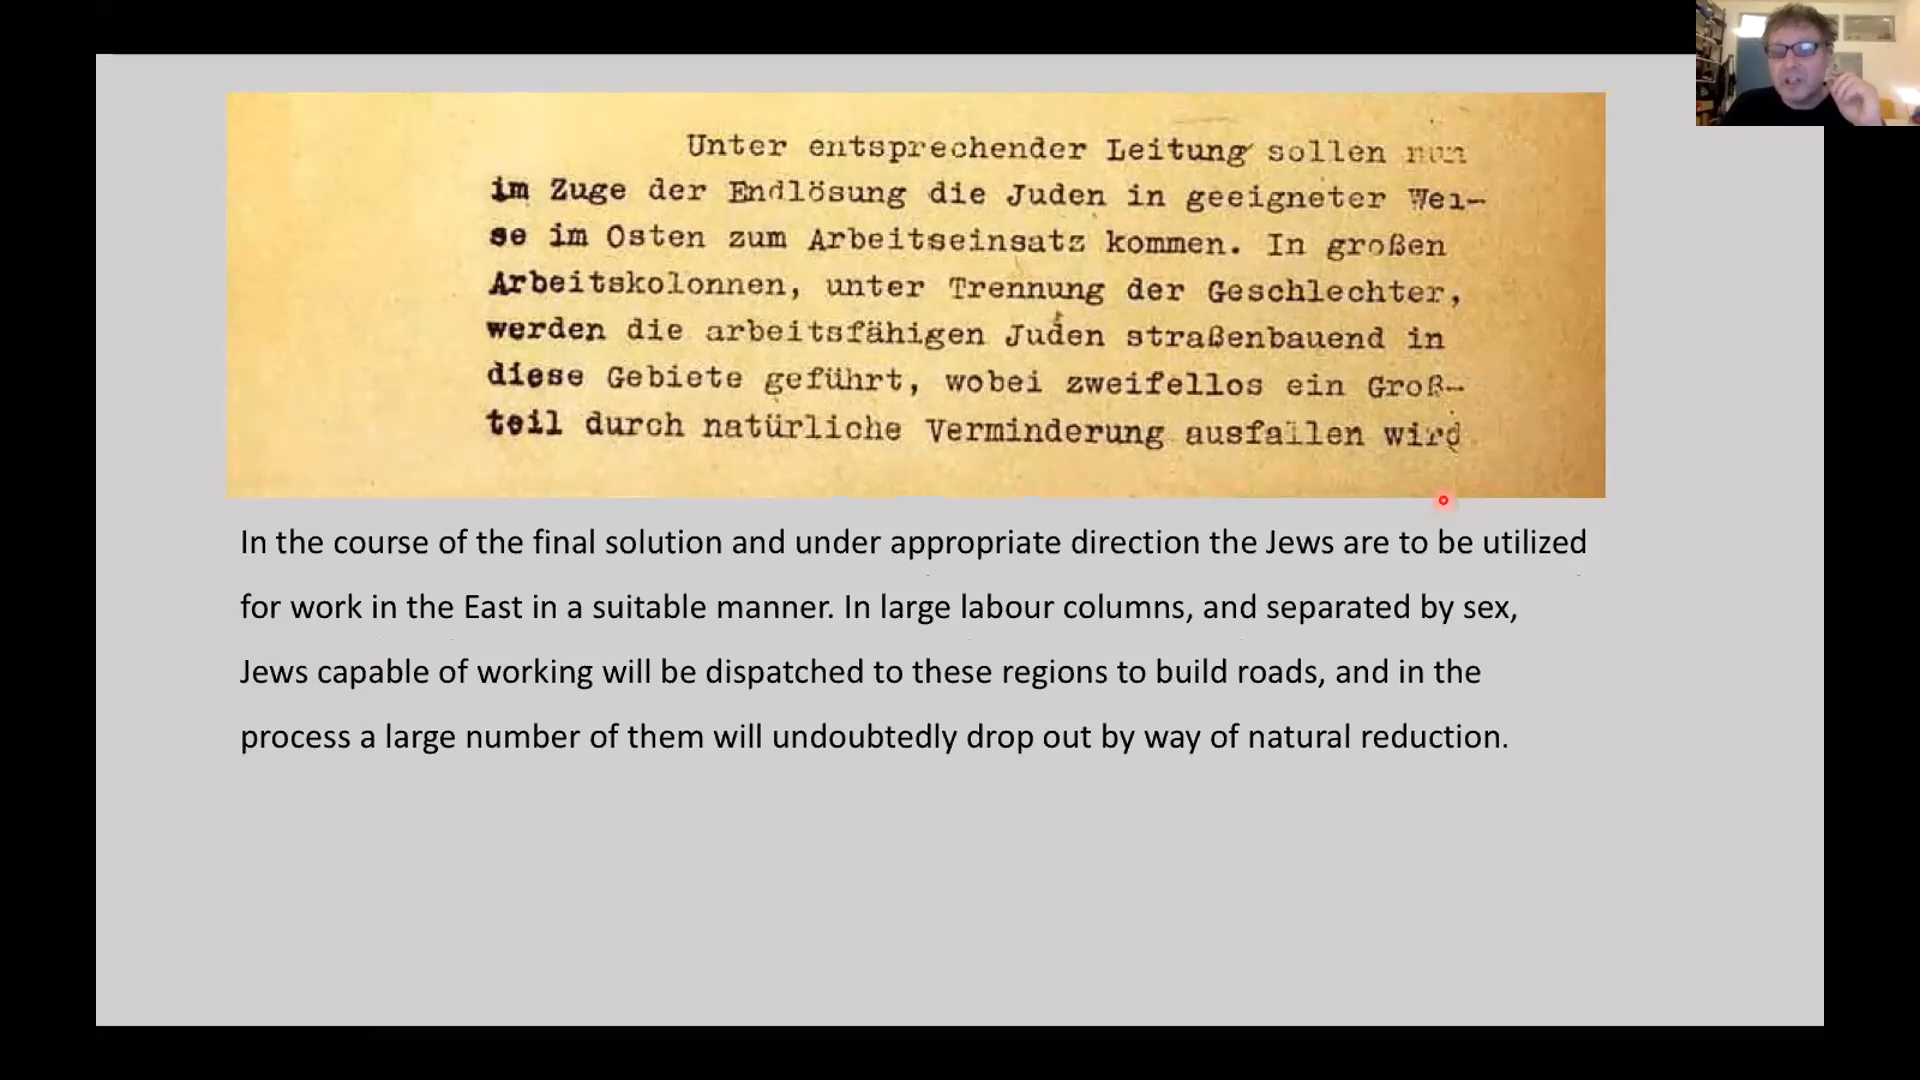 Unter entsprechender Leitung sollen nun
im Zuge der Endlösung die Juden in geeigneter Wei-
se im Osten zum Arbeitseinsatz kommen. In großen
Arbeitskolonnen, unter Trennung der Geschlechter,
werden die arbeitsfähigen Juden straßenbauend in
diese Gebiete geführt, wobei zweifellos ein Groß-
teil durch natürliche Verminderung ausfallen wird
In the course of the final solution and under appropriate direction the Jews are to be utilized
for work in the East in a suitable manner. In large labour columns, and separated by sex,
Jews capable of working will be dispatched to these regions to build roads, and in the
process a large number of them will undoubtedly drop out by way of natural reduction.